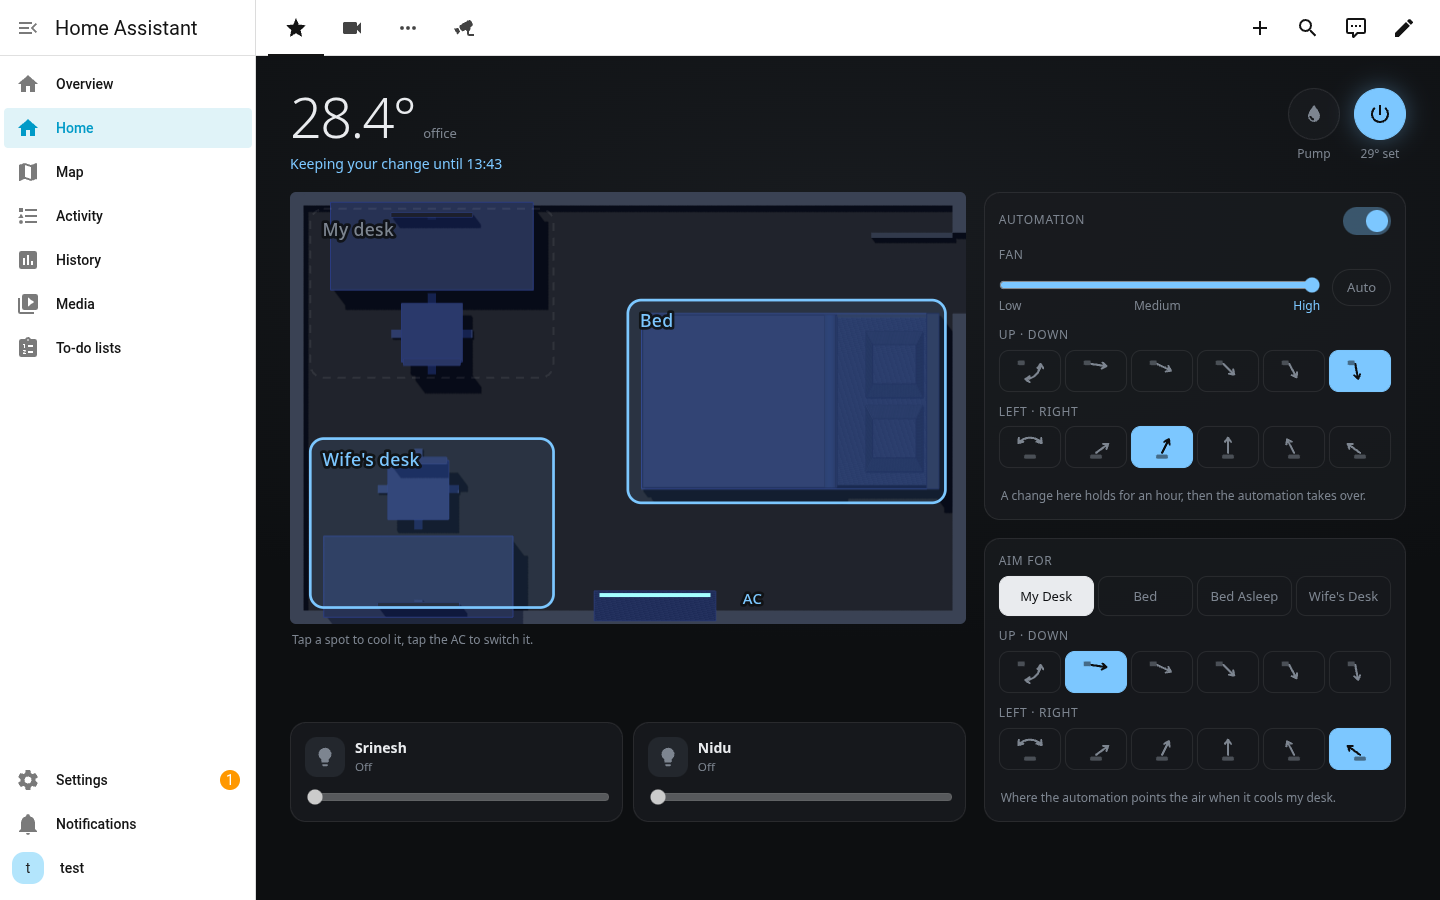 Home Assistant
Overview
Home
Map
Activity
History
Media
To-do lists
Settings
1
Notifications
t
test
28.4° office
Keeping your change until 13:43
Pump
29° set
My desk
Bed
Wife's desk
AC
Tap a spot to cool it, tap the AC to switch it.
Srinesh
Off
Nidu
Off
AUTOMATION
FAN
Low Medium High
Auto
UP · DOWN
LEFT · RIGHT
A change here holds for an hour, then the automation takes over.
AIM FOR
My Desk Bed Bed Asleep Wife's Desk
UP · DOWN
LEFT · RIGHT
Where the automation points the air when it cools my desk.